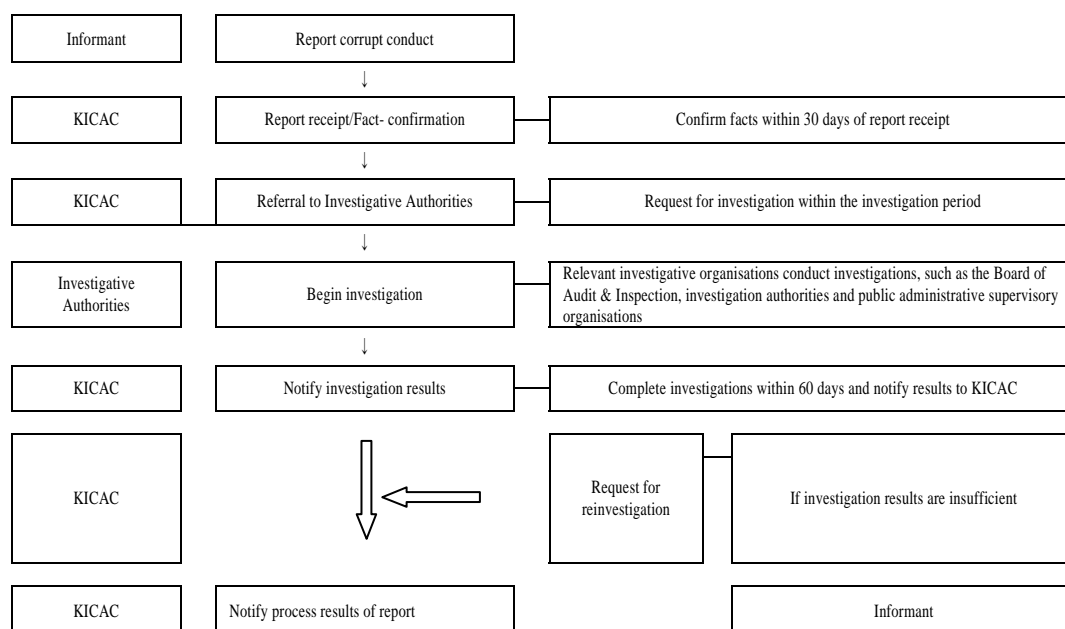 Informant
Report corrupt conduct
↓
KICAC
Report receipt/Fact- confirmation
Confirm facts within 30 days of report receipt
↓
KICAC
Referral to Investigative Authorities
Request for investigation within the investigation period
↓
Investigative
Authorities
Begin investigation
Relevant investigative organisations conduct investigations, such as the Board of
Audit & Inspection, investigation authorities and public administrative supervisory
organisations
↓
KICAC
Notify investigation results
Complete investigations within 60 days and notify results to KICAC
KICAC
Request for
reinvestigation
If investigation results are insufficient
KICAC
Notify process results of report
Informant